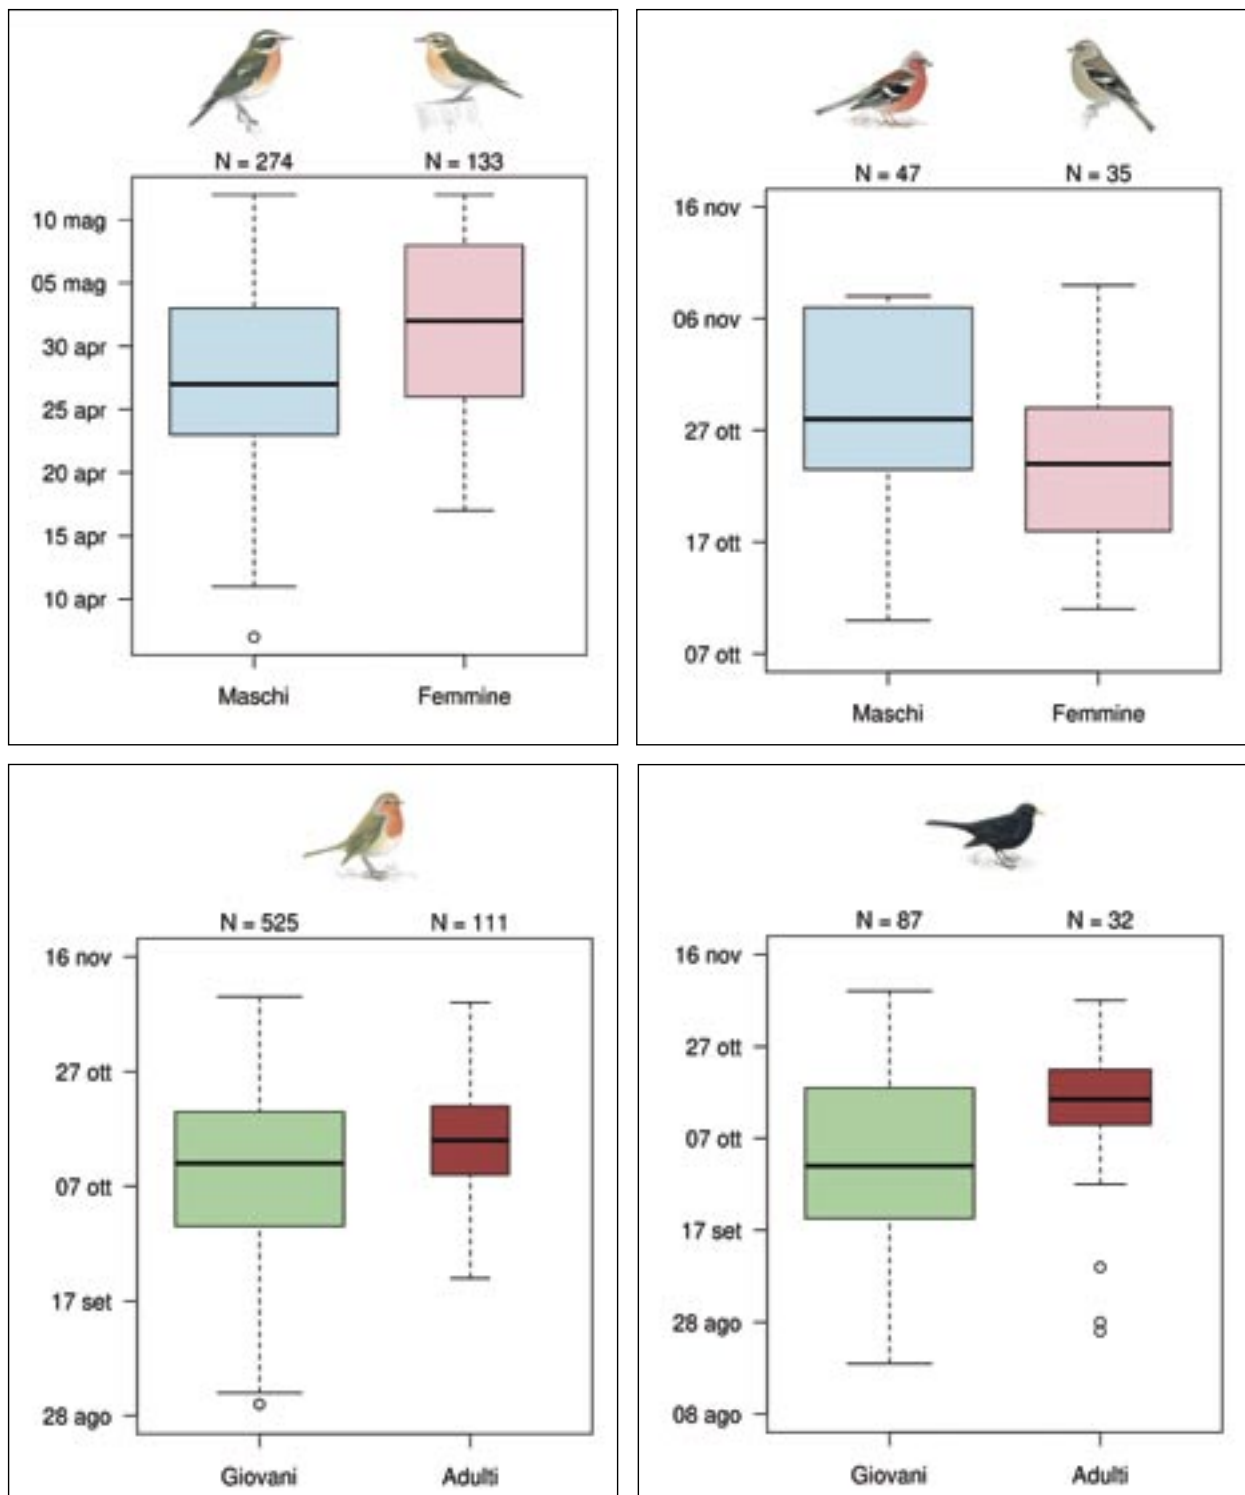 N = 274 N = 133
10 mag
05 mag
30 apr
25 apr
20 apr
15 apr
10 apr
Maschi Femmine
N = 47 N = 35
16 nov
06 nov
27 ott
17 ott
07 ott
Maschi Femmine
N = 525 N = 111
16 nov
27 ott
07 ott
17 set
28 ago
Giovani Adulti
N = 87 N = 32
16 nov
27 ott
07 ott
17 set
28 ago
08 ago
Giovani Adulti